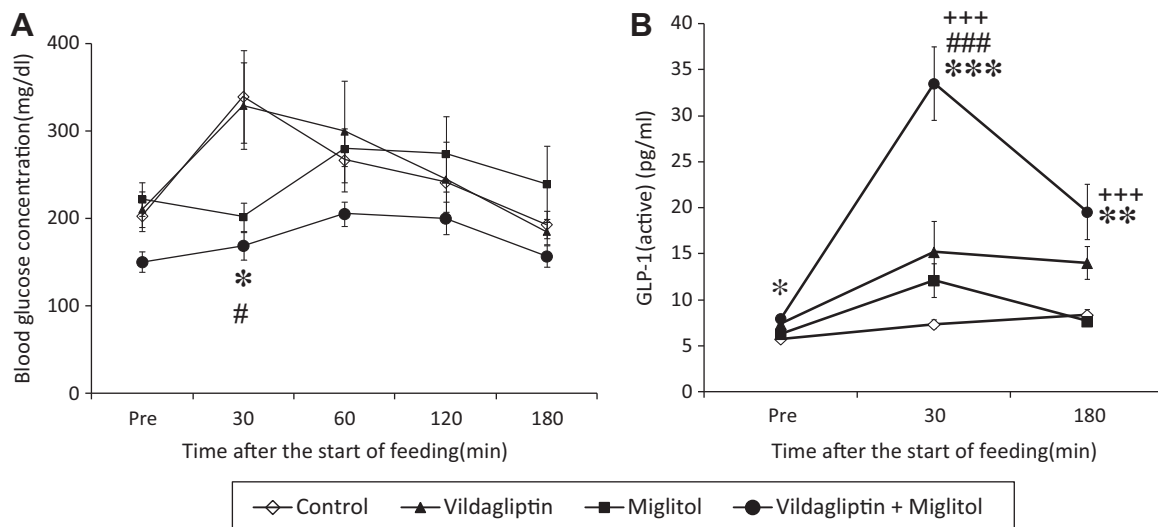 A
Blood glucose concentration(mg/dl)
400
300
200
100
0
*
#
Pre 30 60 120 180
Time after the start of feeding(min)
B
GLP-1(active) (pg/ml)
40
35
30
25
20
15
10
5
0
*
+++
###
***
+++
**
Pre 30 180
Time after the start of feeding(min)
Control Vildagliptin Miglitol Vildagliptin + Miglitol